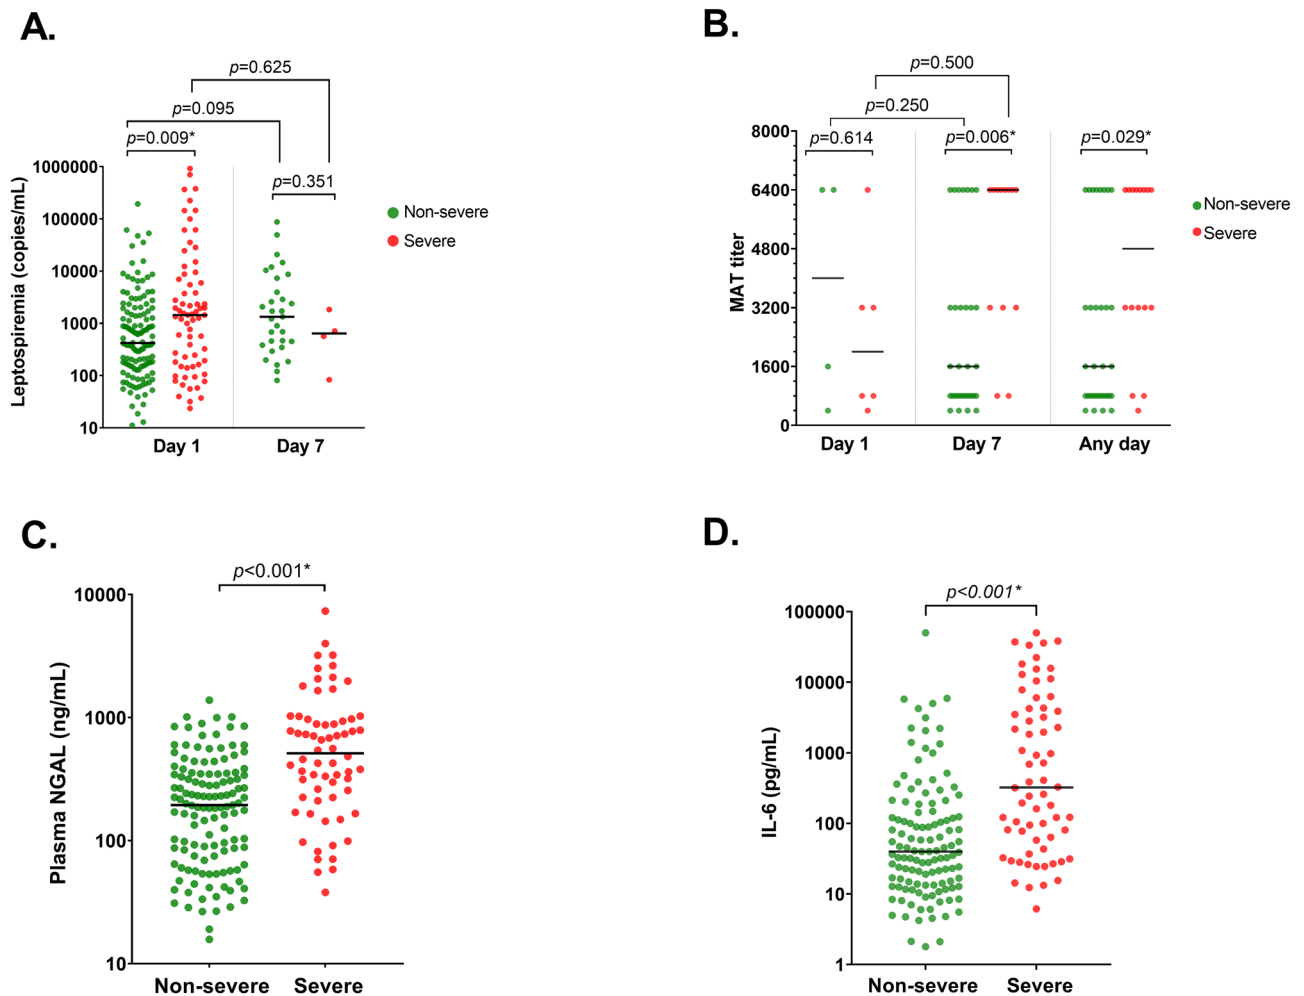 A.
p=0.625
p=0.095
p=0.009*
p=0.351
1000000
100000
10000
1000
100
10
Leptospiremia (copies/mL)
Day 1
Day 7
Non-severe
Severe
B.
p=0.500
p=0.250
p=0.614
p=0.006*
p=0.029*
8000
6400
4800
3200
1600
0
MAT titer
Day 1
Day 7
Any day
Non-severe
Severe
C.
p<0.001*
10000
1000
100
10
Plasma NGAL (ng/mL)
Non-severe
Severe
D.
p<0.001*
100000
10000
1000
100
10
1
IL-6 (pg/mL)
Non-severe
Severe